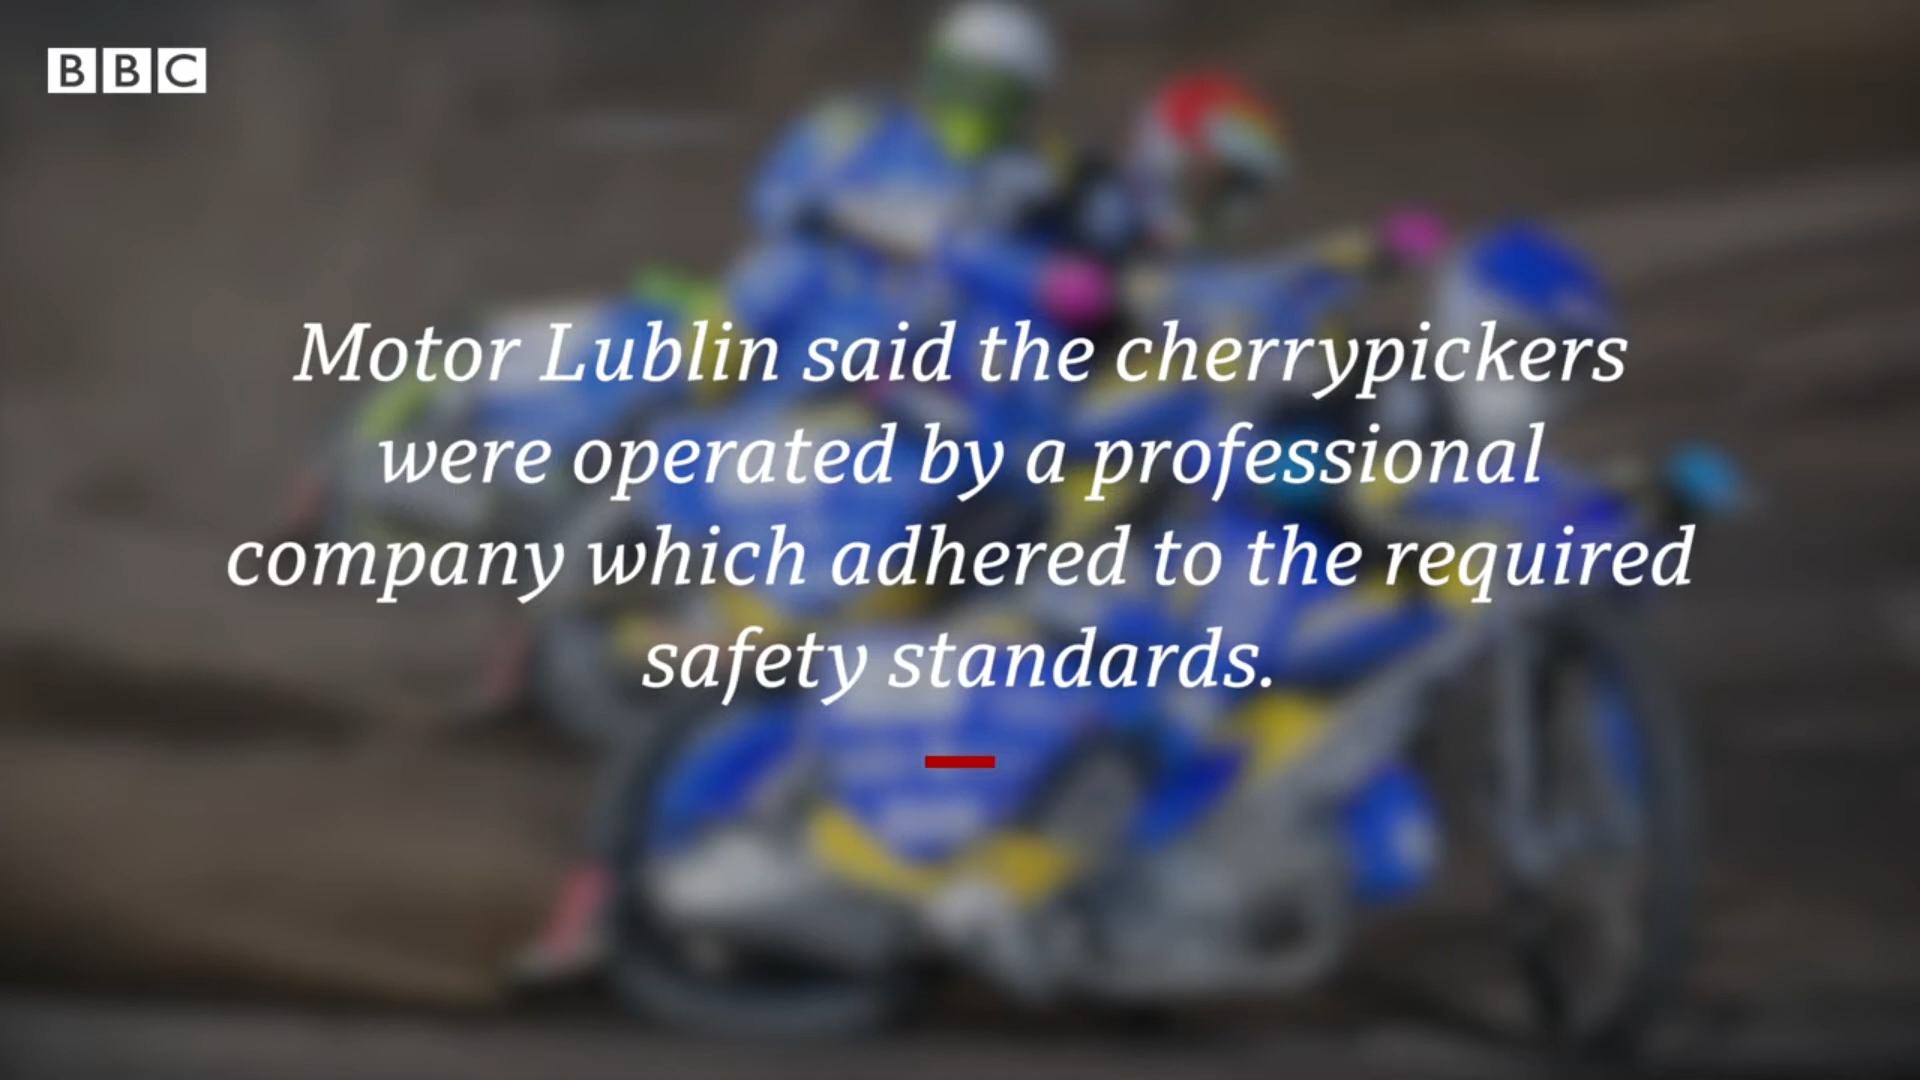 BBC
Motor Lublin said the cherrypickers
were operated by a professional
company which adhered to the required
safety standards.